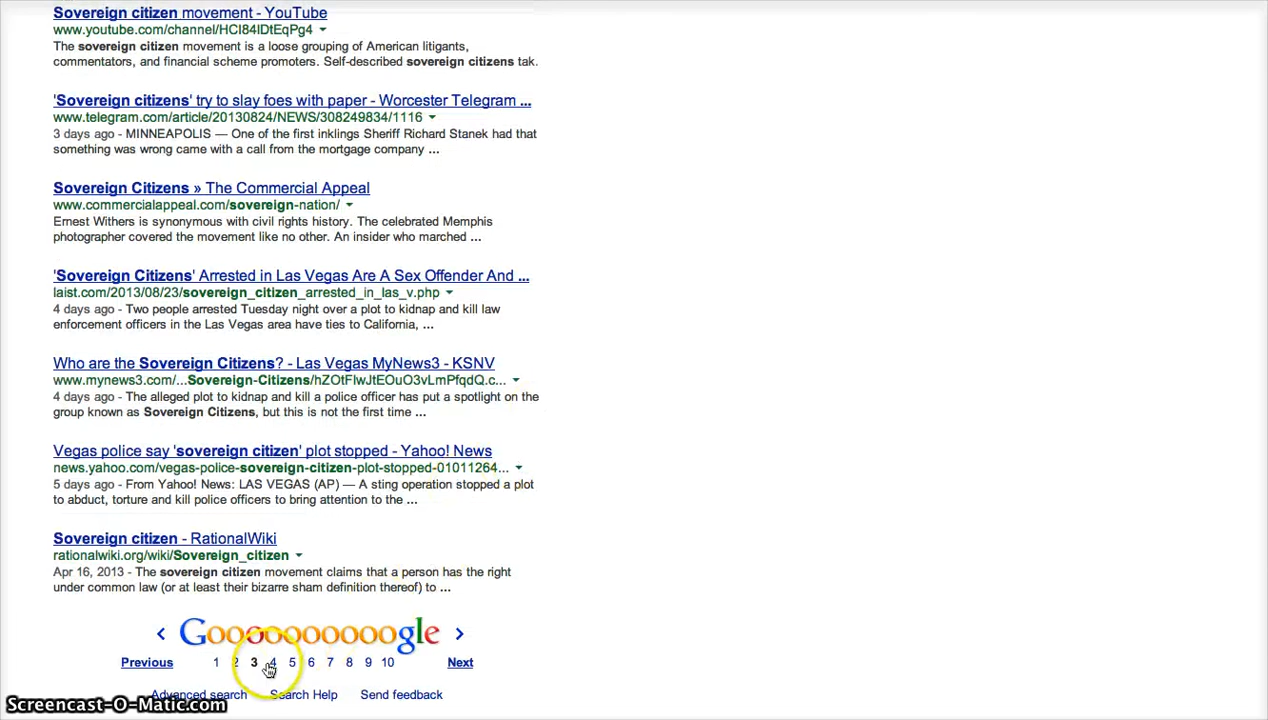 Sovereign citizen movement - YouTube
www.youtube.com/channel/HCI84lDtEqPg4
The sovereign citizen movement is a loose grouping of American litigants,
commentators, and financial scheme promoters. Self-described sovereign citizens tak.
'Sovereign citizens' try to slay foes with paper - Worcester Telegram ...
www.telegram.com/article/20130824/NEWS/308249834/1116
3 days ago - MINNEAPOLIS — One of the first inklings Sheriff Richard Stanek had that
something was wrong came with a call from the mortgage company ...
Sovereign Citizens » The Commercial Appeal
www.commercialappeal.com/sovereign-nation/
Ernest Withers is synonymous with civil rights history. The celebrated Memphis
photographer covered the movement like no other. An insider who marched ...
'Sovereign Citizens' Arrested in Las Vegas Are A Sex Offender And ...
laist.com/2013/08/23/sovereign_citizen_arrested_in_las_v.php
4 days ago - Two people arrested Tuesday night over a plot to kidnap and kill law
enforcement officers in the Las Vegas area have ties to California, ...
Who are the Sovereign Citizens? - Las Vegas MyNews3 - KSNV
www.mynews3.com/...Sovereign-Citizens/hZOtFlwJtEOuO3vLmPfqdQ.c...
4 days ago - The alleged plot to kidnap and kill a police officer has put a spotlight on the
group known as Sovereign Citizens, but this is not the first time ...
Vegas police say 'sovereign citizen' plot stopped - Yahoo! News
news.yahoo.com/vegas-police-sovereign-citizen-plot-stopped-01011264...
5 days ago - From Yahoo! News: LAS VEGAS (AP) — A sting operation stopped a plot
to abduct, torture and kill police officers to bring attention to the ...
Sovereign citizen - RationalWiki
rationalwiki.org/wiki/Sovereign_citizen
Apr 16, 2013 - The sovereign citizen movement claims that a person has the right
under common law (or at least their bizarre sham definition thereof) to ...
< Goooooooooogle >
Previous 1 2 3 4 5 6 7 8 9 10 Next
Advanced search Search Help Send feedback
Screencast-O-Matic.com